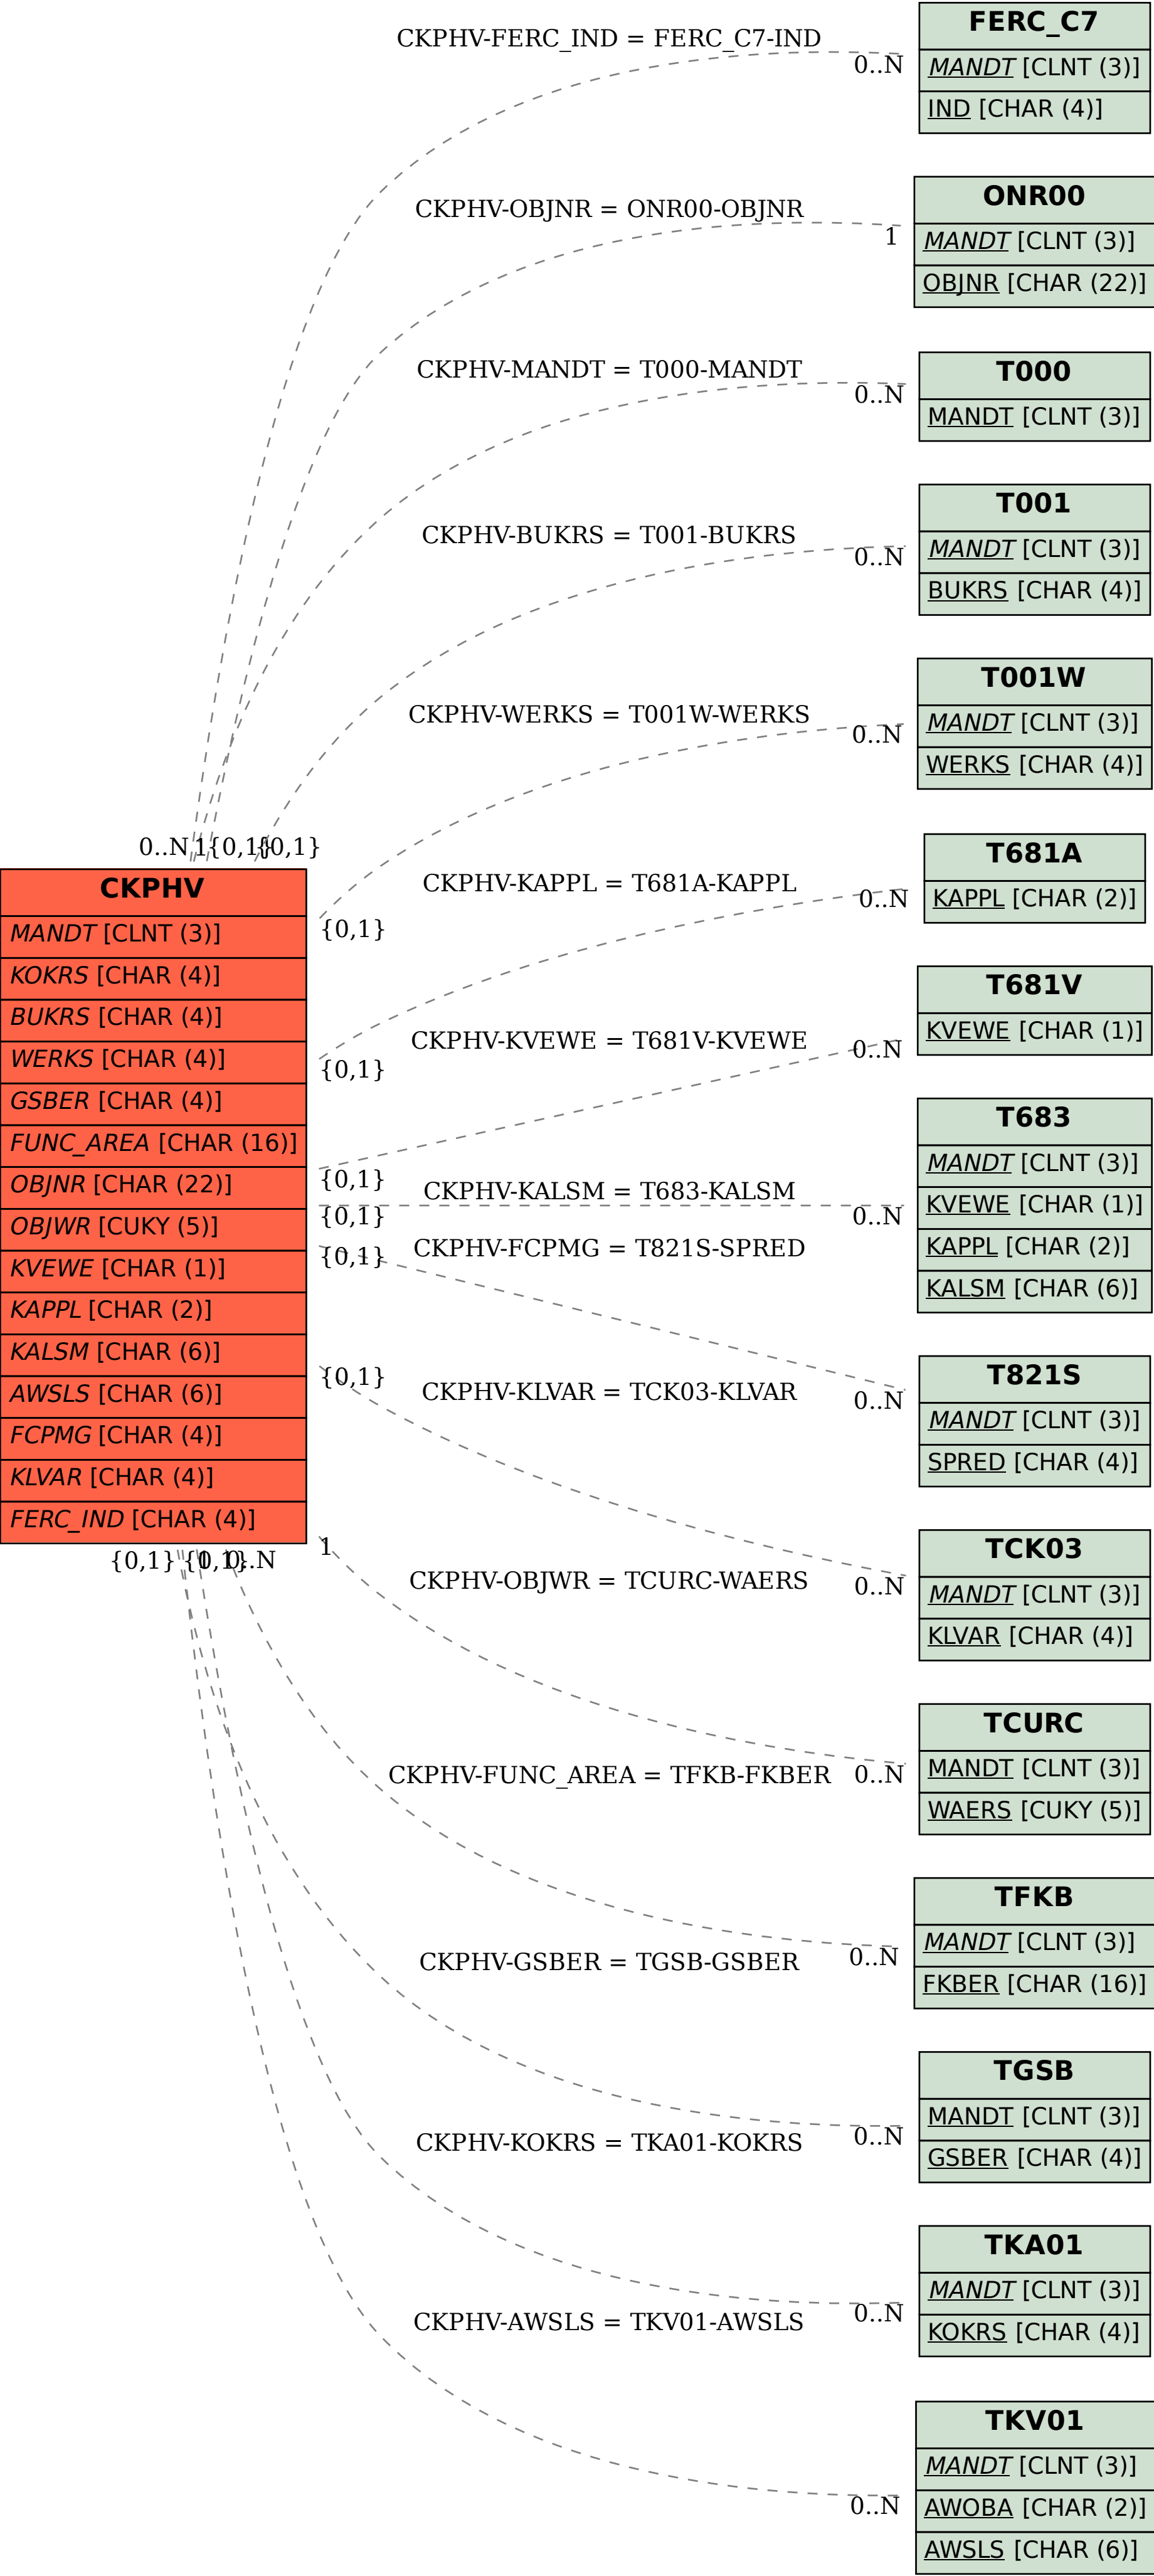 CKPHV-FERC_IND = FERC_C7-IND
0..N
FERC_C7
MANDT [CLNT (3)]
IND [CHAR (4)]
CKPHV-OBJNR = ONR00-OBJNR
1
ONR00
MANDT [CLNT (3)]
OBJNR [CHAR (22)]
CKPHV-MANDT = T000-MANDT
0..N
T000
MANDT [CLNT (3)]
CKPHV-BUKRS = T001-BUKRS
0..N
T001
MANDT [CLNT (3)]
BUKRS [CHAR (4)]
CKPHV-WERKS = T001W-WERKS
0..N
T001W
MANDT [CLNT (3)]
WERKS [CHAR (4)]
CKPHV-KAPPL = T681A-KAPPL
0..N
T681A
KAPPL [CHAR (2)]
CKPHV-KVEWE = T681V-KVEWE
0..N
T681V
KVEWE [CHAR (1)]
CKPHV-KALSM = T683-KALSM
0..N
T683
MANDT [CLNT (3)]
KVEWE [CHAR (1)]
KAPPL [CHAR (2)]
KALSM [CHAR (6)]
CKPHV-FCPMG = T821S-SPRED
0..N
T821S
MANDT [CLNT (3)]
SPRED [CHAR (4)]
CKPHV-KLVAR = TCK03-KLVAR
0..N
TCK03
MANDT [CLNT (3)]
KLVAR [CHAR (4)]
CKPHV-OBJWR = TCURC-WAERS
0..N
TCURC
MANDT [CLNT (3)]
WAERS [CUKY (5)]
CKPHV-FUNC_AREA = TFKB-FKBER
0..N
TFKB
MANDT [CLNT (3)]
FKBER [CHAR (16)]
CKPHV-GSBER = TGSB-GSBER
0..N
TGSB
MANDT [CLNT (3)]
GSBER [CHAR (4)]
CKPHV-KOKRS = TKA01-KOKRS
0..N
TKA01
MANDT [CLNT (3)]
KOKRS [CHAR (4)]
CKPHV-AWSLS = TKV01-AWSLS
0..N
TKV01
MANDT [CLNT (3)]
AWOBA [CHAR (2)]
AWSLS [CHAR (6)]
0..N 1 {0,1} {0,1}
CKPHV
MANDT [CLNT (3)]
KOKRS [CHAR (4)]
BUKRS [CHAR (4)]
WERKS [CHAR (4)]
GSBER [CHAR (4)]
FUNC_AREA [CHAR (16)]
OBJNR [CHAR (22)]
OBJWR [CUKY (5)]
KVEWE [CHAR (1)]
KAPPL [CHAR (2)]
KALSM [CHAR (6)]
AWSLS [CHAR (6)]
FCPMG [CHAR (4)]
KLVAR [CHAR (4)]
FERC_IND [CHAR (4)]
{0,1}
{0,1}
{0,1}
{0,1}
{0,1}
{0,1}
1
{0,1} {0,1} 0..N